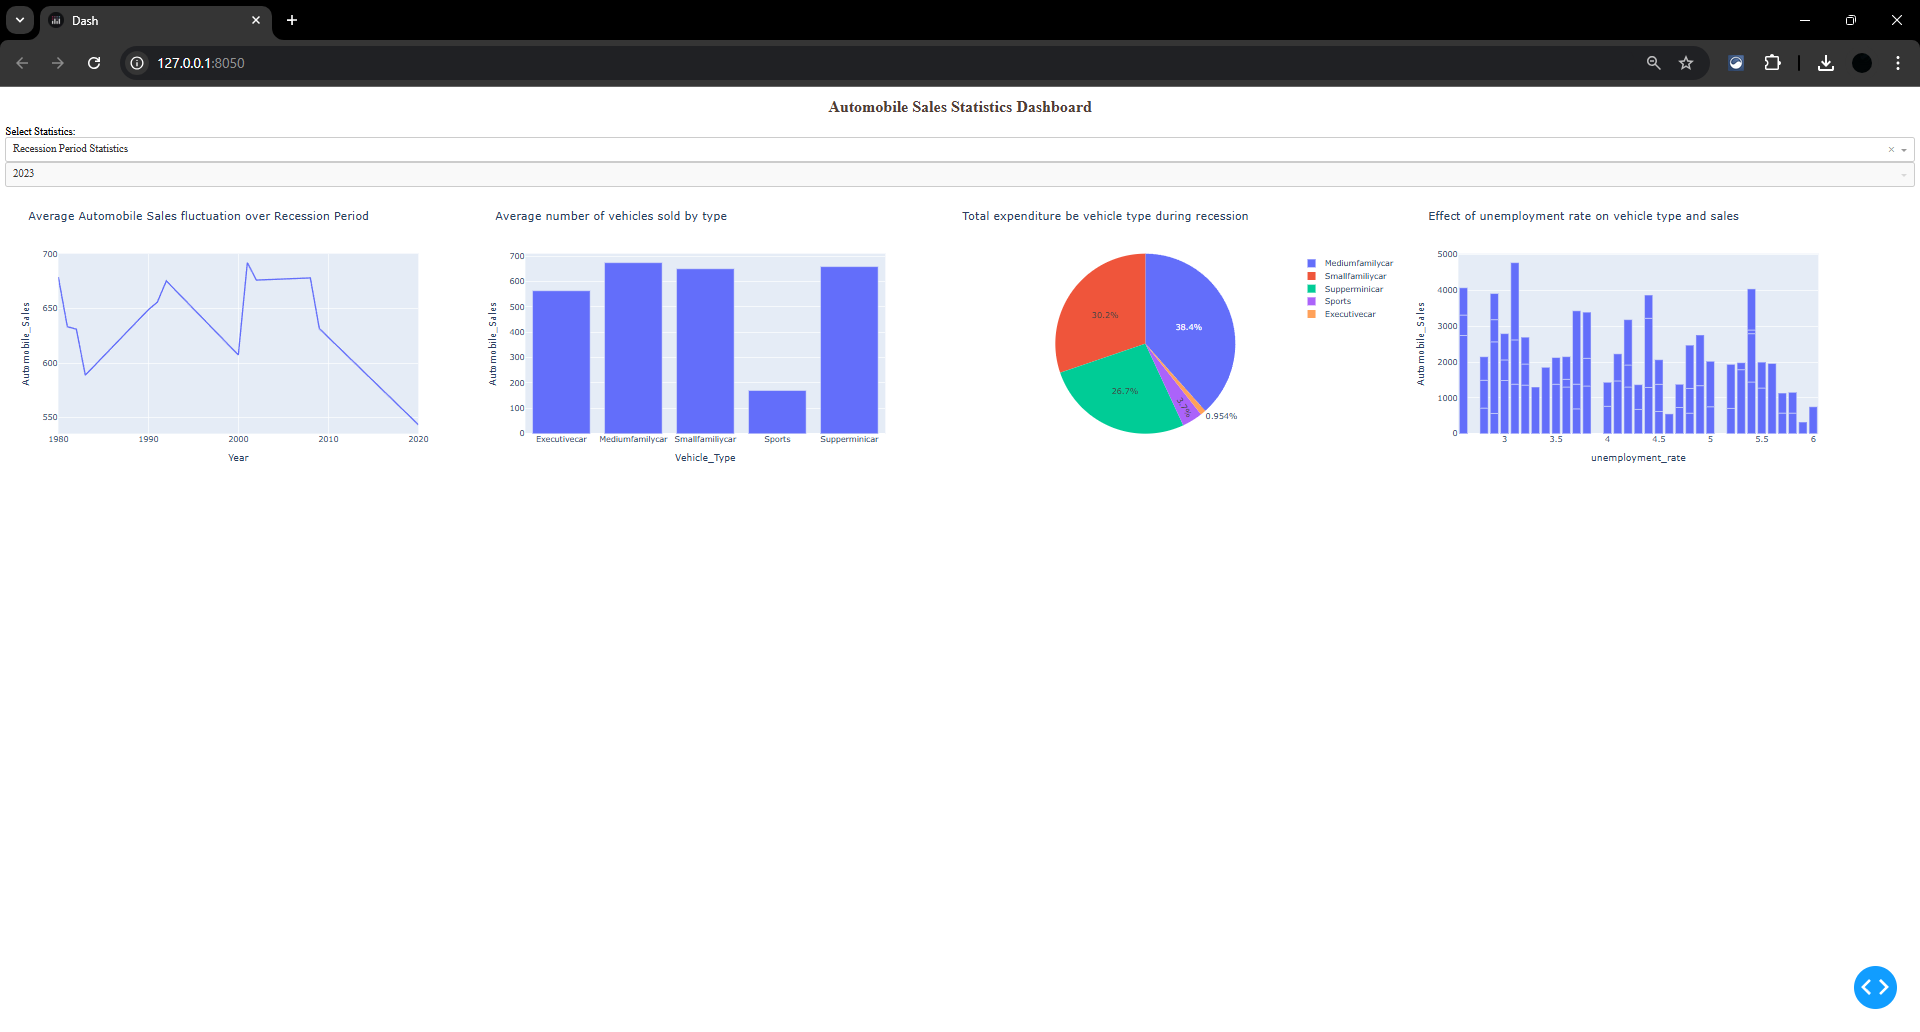 Dash
127.0.0.1:8050
Automobile Sales Statistics Dashboard
Select Statistics:
Recession Period Statistics
2023
Average Automobile Sales fluctuation over Recession Period
700
650
600
550
Automobile_Sales
1980 1990 2000 2010 2020
Year
Average number of vehicles sold by type
700
600
500
400
300
200
100
0
Automobile_Sales
Executivecar Mediumfamilycar Smallfamiliycar Sports Supperminicar
Vehicle_Type
Total expenditure be vehicle type during recession
38.4%
30.2%
26.7%
3.7%
0.954%
Mediumfamilycar
Smallfamiliycar
Supperminicar
Sports
Executivecar
Effect of unemployment rate on vehicle type and sales
5000
4000
3000
2000
1000
0
Automobile_Sales
3 3.5 4 4.5 5 5.5 6
unemployment_rate